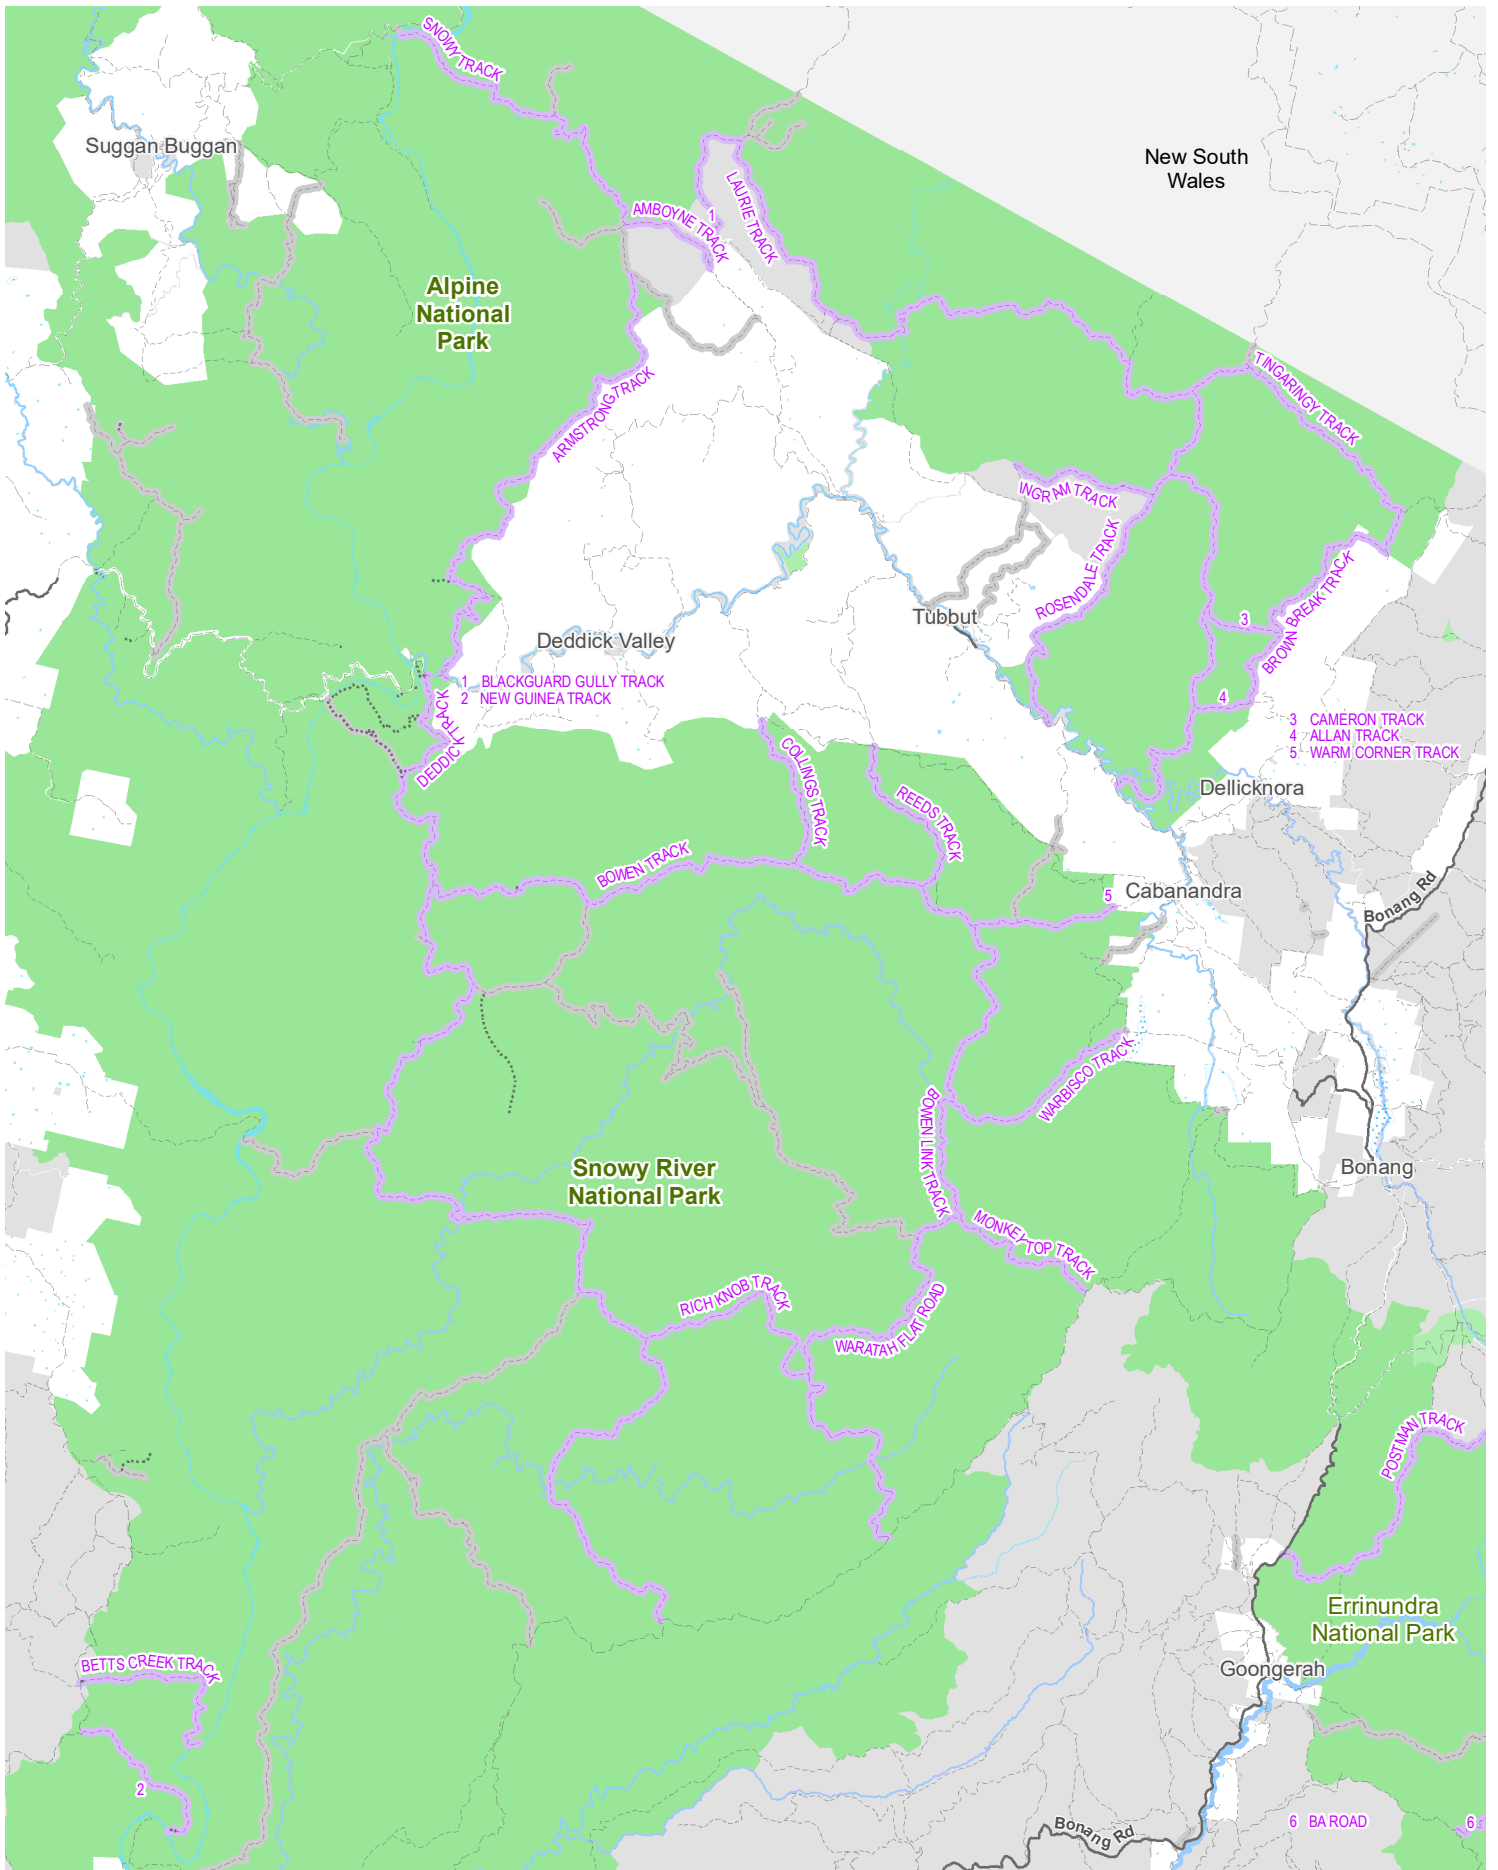 SNOWY TRACK
Suggan Buggan
New South
Wales
LAURIE TRACK
AMBOYNE TRACK
1
Alpine
National
Park
TINGARINGY TRACK
ARMSTRONG TRACK
INGRAM TRACK
ROSENDALE TRACK
BROWN BREAK TRACK
Tubbut
3
Deddick Valley
1 BLACKGUARD GULLY TRACK
2 NEW GUINEA TRACK
4
DEDDICK TRACK
3 CAMERON TRACK
4 ALLAN TRACK
5 WARM CORNER TRACK
COLLINGS TRACK
REEDS TRACK
Dellicknora
BOWEN TRACK
5
Cabanandra
Bonang Rd
WARBISCO TRACK
BOWEN LINK TRACK
Snowy River
National Park
Bonang
MONKEY TOP TRACK
RICH KNOB TRACK
WARATAH FLAT ROAD
POSTMAN TRACK
Errinundra
National Park
BETTS CREEK TRACK
Goongerah
2
6 BA ROAD
6
Bonang Rd